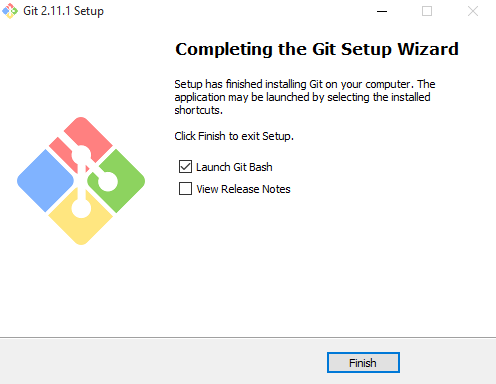 Git 2.11.1 Setup
Completing the Git Setup Wizard
Setup has finished installing Git on your computer. The
application may be launched by selecting the installed
shortcuts.
Click Finish to exit Setup.
Launch Git Bash
View Release Notes
Finish